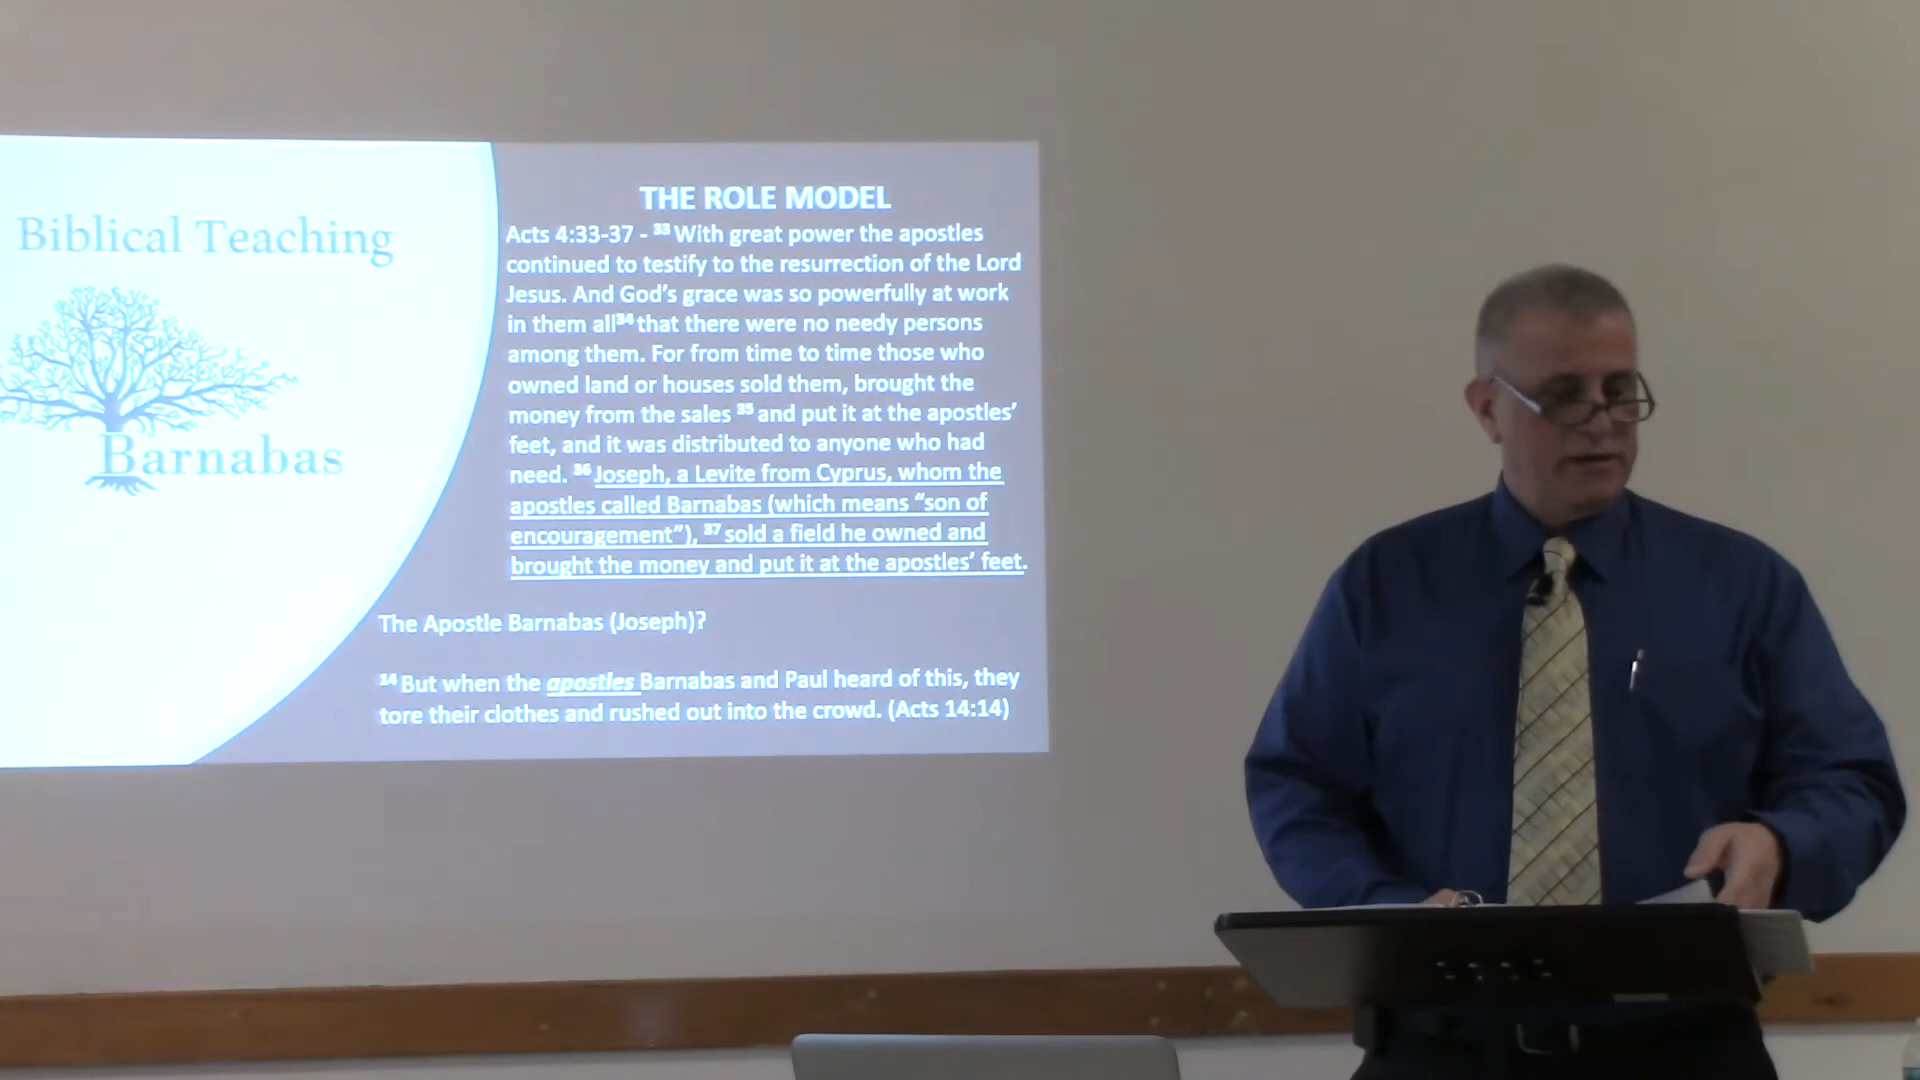 Biblical Teaching
Barnabas
THE ROLE MODEL
Acts 4:33-37 - ³³ With great power the apostles
continued to testify to the resurrection of the Lord
Jesus. And God’s grace was so powerfully at work
in them all³⁴ that there were no needy persons
among them. For from time to time those who
owned land or houses sold them, brought the
money from the sales ³⁵ and put it at the apostles’
feet, and it was distributed to anyone who had
need. ³⁶ Joseph, a Levite from Cyprus, whom the
apostles called Barnabas (which means “son of
encouragement”), ³⁷ sold a field he owned and
brought the money and put it at the apostles’ feet.
The Apostle Barnabas (Joseph)?
¹⁴ But when the apostles Barnabas and Paul heard of this, they
tore their clothes and rushed out into the crowd. (Acts 14:14)